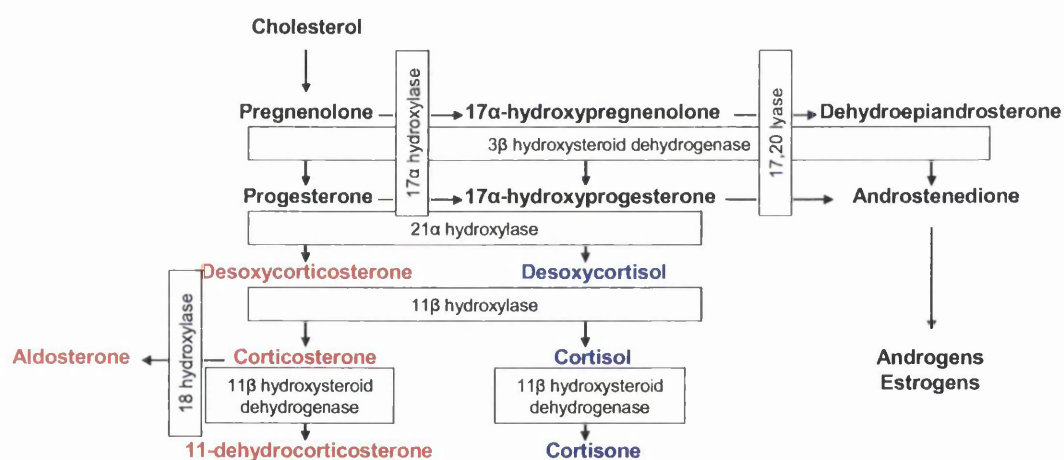 Cholesterol
Pregnenolone
17α-hydroxypregnenolone
Dehydroepiandrosterone
17α hydroxylase
17,20 lyase
3β hydroxysteroid dehydrogenase
Progesterone
17α-hydroxyprogesterone
Androstenedione
21α hydroxylase
Desoxycorticosterone
Desoxycortisol
18 hydroxylase
11β hydroxylase
Aldosterone
Corticosterone
Cortisol
Androgens
Estrogens
11β hydroxysteroid
dehydrogenase
11β hydroxysteroid
dehydrogenase
11-dehydrocorticosterone
Cortisone